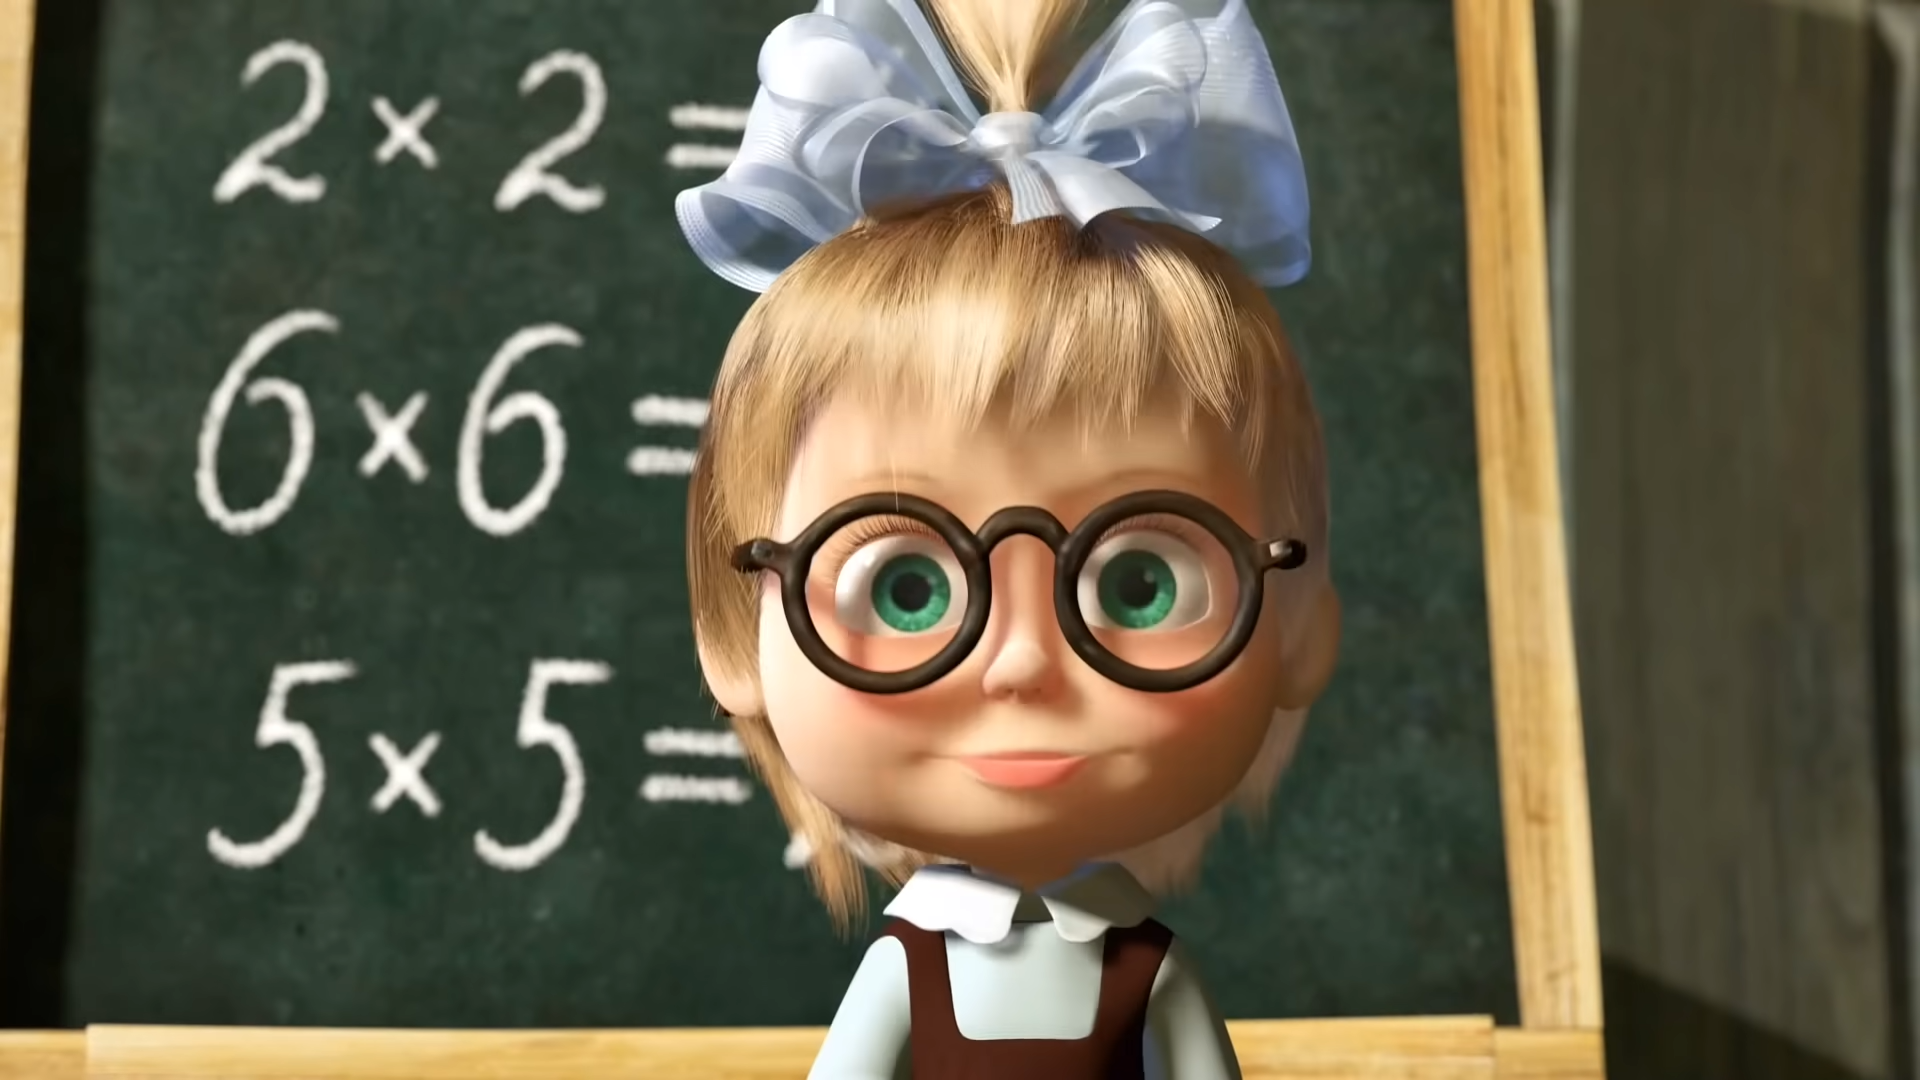 2 × 2 =
6 × 6 =
5 × 5 =